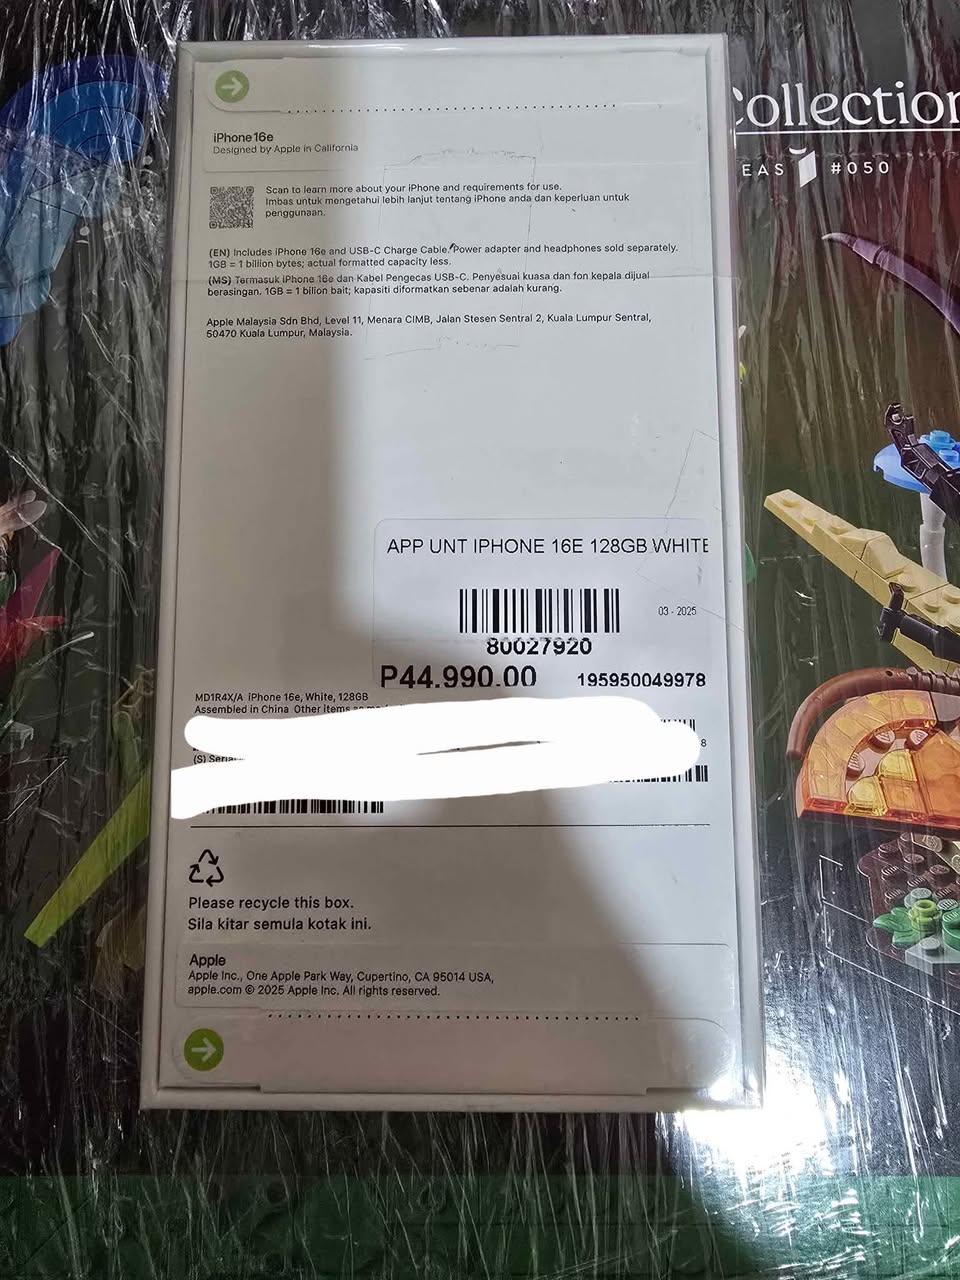 Collection
EAS #050
iPhone 16e
Designed by Apple in California
Scan to learn more about your iPhone and requirements for use.
Imbas untuk mengetahui lebih lanjut tentang iPhone anda dan keperluan untuk
penggunaan.
(EN) Includes iPhone 16e and USB-C Charge Cable. Power adapter and headphones sold separately.
1GB = 1 billion bytes; actual formatted capacity less.
(MS) Termasuk iPhone 16e dan Kabel Pengecas USB-C. Penyesuai kuasa dan fon kepala dijual
berasingan. 1GB = 1 bilion bait; kapasiti diformatkan sebenar adalah kurang.
Apple Malaysia Sdn Bhd, Level 11, Menara CIMB, Jalan Stesen Sentral 2, Kuala Lumpur Sentral,
50470 Kuala Lumpur, Malaysia.
APP UNT IPHONE 16E 128GB WHITE
03 - 2025
80027920
P44,990.00 195950049978
MD1R4X/A iPhone 16e, White, 128GB
Assembled in China Other items
8
(S) Serial
Please recycle this box.
Sila kitar semula kotak ini.
Apple
Apple Inc., One Apple Park Way, Cupertino, CA 95014 USA,
apple.com © 2025 Apple Inc. All rights reserved.